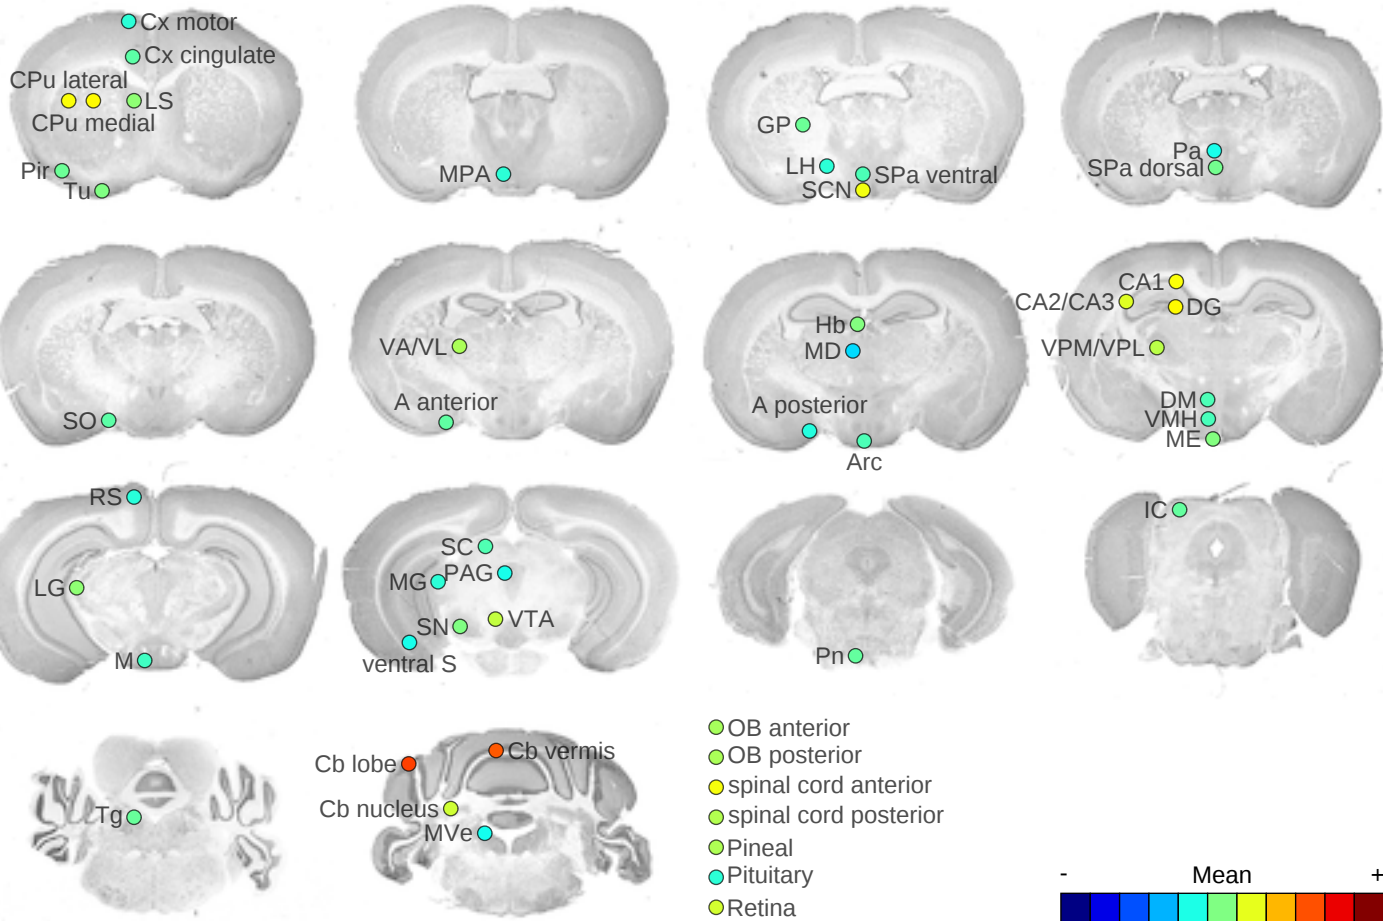 Cx motor
Cx cingulate
CPu lateral
LS
CPu medial
Pir
Tu
MPA
GP
LH
SPa ventral
SCN
Pa
SPa dorsal
SO
VA/VL
A anterior
Hb
MD
A posterior
Arc
CA1
CA2/CA3
DG
VPM/VPL
DM
VMH
ME
RS
LG
M
SC
PAG
MG
SN
VTA
ventral S
Pn
IC
Tg
Cb lobe
Cb vermis
Cb nucleus
MVe
OB anterior
OB posterior
spinal cord anterior
spinal cord posterior
Pineal
Pituitary
Retina
- Mean +